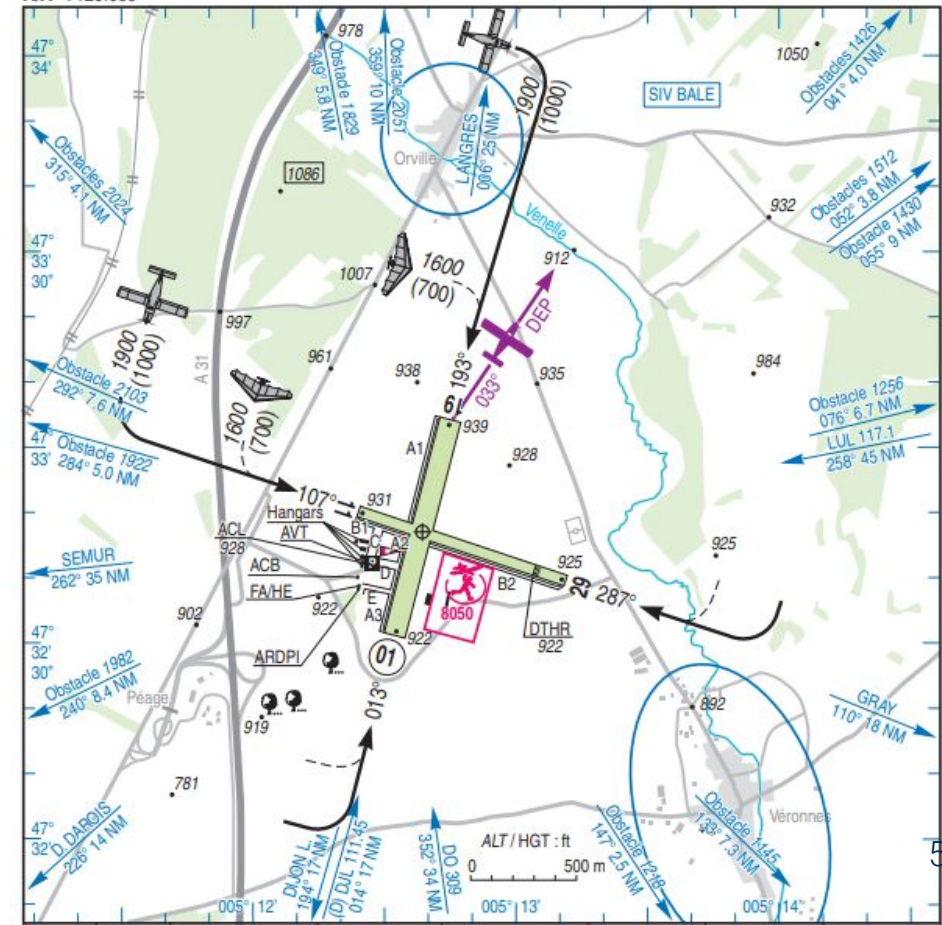 47°
34'
978
Obstacle 1829
349° 5.8 NM
Obstacle 2051
359° 10 NM
1900
(1000)
1050
Obstacles 1426
041° 4.0 NM
SIV BALE
LANGRES
006° 25 NM
Orville
Obstacles 2024
315° 4.1 NM
1086
Obstacles 1512
052° 3.8 NM
Obstacle 1430
055° 9 NM
932
Venelle
47°
33'
30"
1007
1600
(700)
912
DEP
033°
193°
997
A 31
1900
(1000)
961
938
935
984
Obstacle 2103
292° 7.6 NM
1600
(700)
Obstacle 1256
076° 6.7 NM
LUL 117.1
258° 45 NM
19
939
A1
928
47°
33'
Obstacle 1922
284° 5.0 NM
107°
931
Hangars
ACL
928
AVT
B1
C
A2
D
925
925
ACB
B2
29
287°
SEMUR
262° 35 NM
FA/HE
922
E
A3
8050
DTHR
922
902
922
ARDPI
01
013°
47°
32'
30"
Obstacle 1982
240° 8.4 NM
Péage
919
892
GRAY
110° 18 NM
781
Véronnes
47°
32'
D. DAROIS
226° 14 NM
DIJON L.
194° 17 NM
(D) DJL 111.45
014° 17 NM
DO 309
352° 34 NM
ALT / HGT : ft
0 500 m
Obstacle 1218
147° 2.5 NM
Obstacle 1145
133° 7.3 NM
5
005° 12'
005° 13'
005° 14'